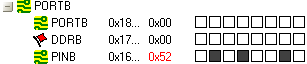 PORTB
PORTB 0x18... 0x00
DDRB 0x17... 0x00
PINB 0x16... 0x52